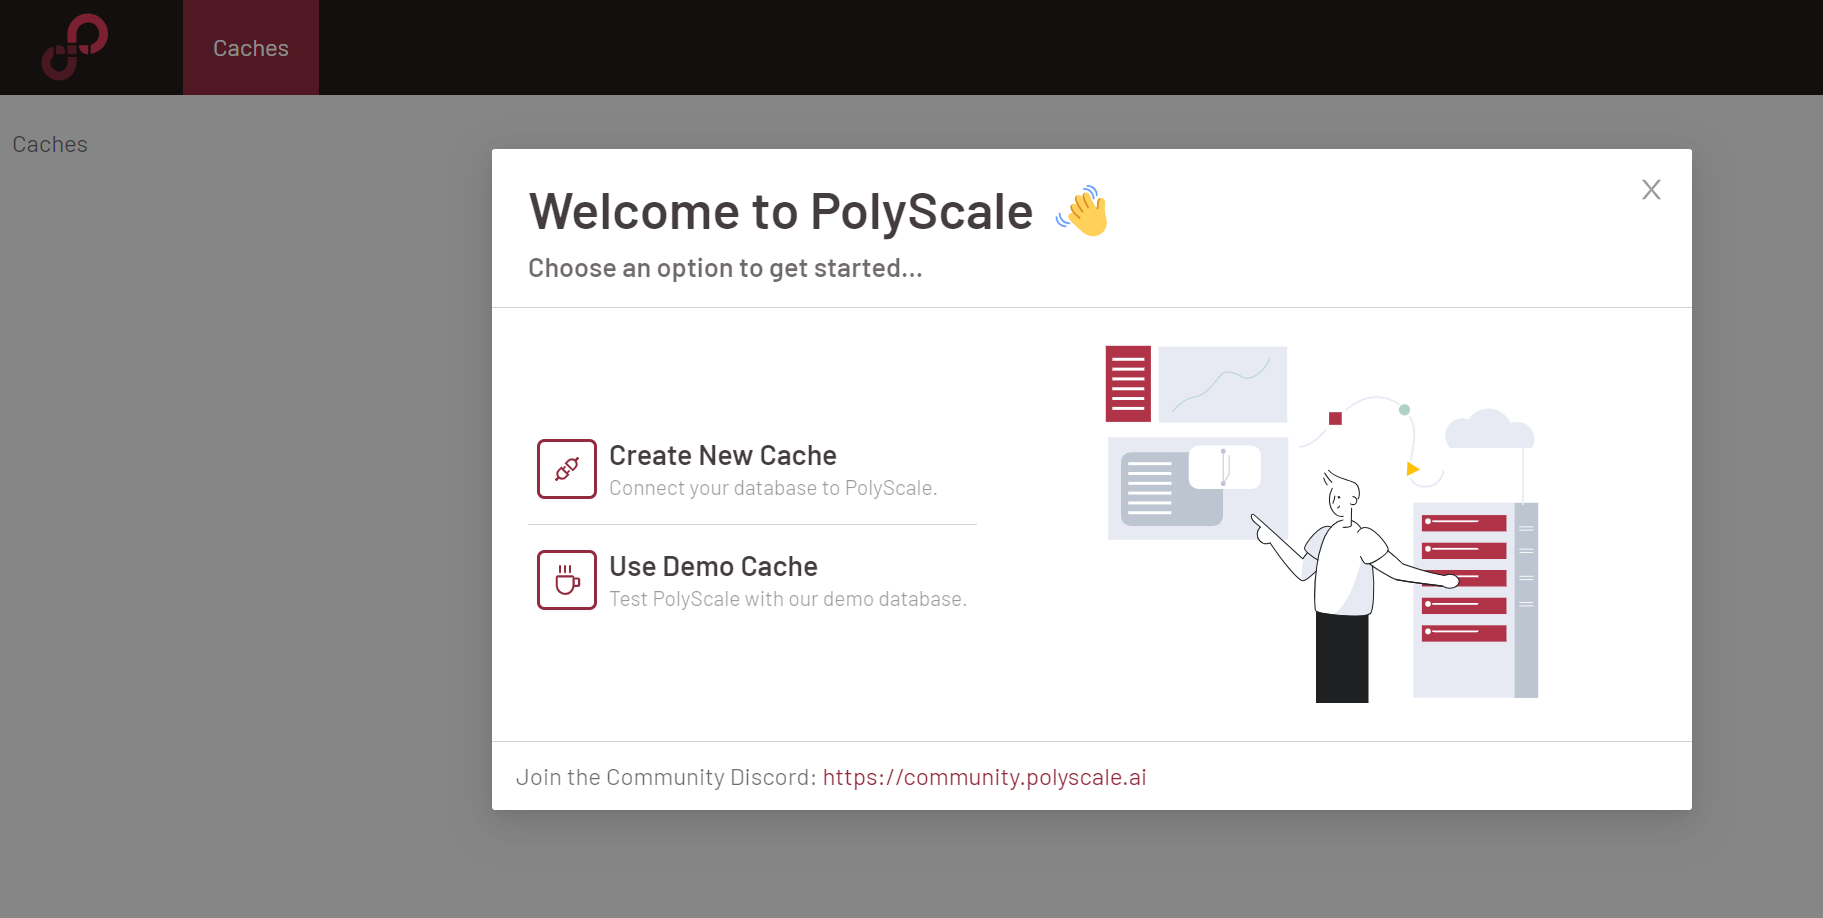 Caches
Caches
Welcome to PolyScale
X
Choose an option to get started...
Create New Cache
Connect your database to PolyScale.
Use Demo Cache
Test PolyScale with our demo database.
Join the Community Discord: https://community.polyscale.ai